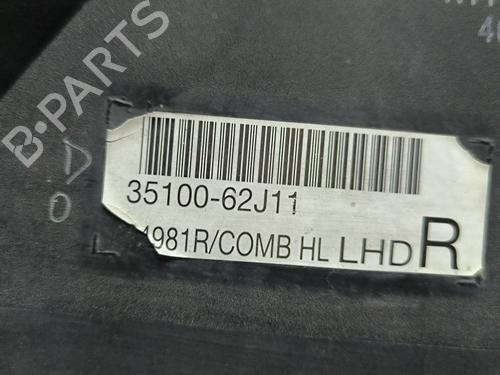 B-PARTS
35100-62J11
4981R/COMB HL LHD R